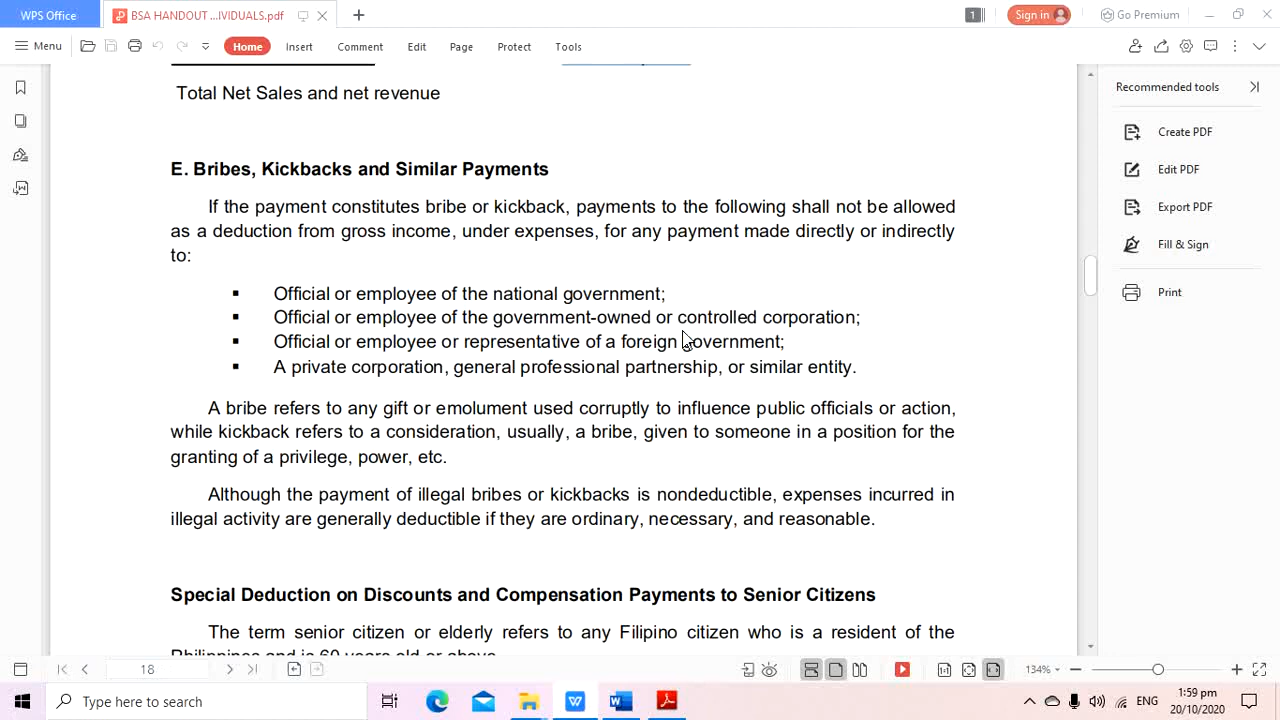 WPS Office
BSA HANDOUT ...IVIDUALS.pdf
1
Sign in
Go Premium
Menu
Home
Insert
Comment
Edit
Page
Protect
Tools
Total Net Sales and net revenue
E. Bribes, Kickbacks and Similar Payments
If the payment constitutes bribe or kickback, payments to the following shall not be allowed
as a deduction from gross income, under expenses, for any payment made directly or indirectly
to:
▪ Official or employee of the national government;
▪ Official or employee of the government-owned or controlled corporation;
▪ Official or employee or representative of a foreign government;
▪ A private corporation, general professional partnership, or similar entity.
A bribe refers to any gift or emolument used corruptly to influence public officials or action,
while kickback refers to a consideration, usually, a bribe, given to someone in a position for the
granting of a privilege, power, etc.
Although the payment of illegal bribes or kickbacks is nondeductible, expenses incurred in
illegal activity are generally deductible if they are ordinary, necessary, and reasonable.
Special Deduction on Discounts and Compensation Payments to Senior Citizens
The term senior citizen or elderly refers to any Filipino citizen who is a resident of the
Philippines and is 60 years old or above
Recommended tools
Create PDF
Edit PDF
Export PDF
Fill & Sign
Print
18
134%
Type here to search
ENG
1:59 pm
20/10/2020